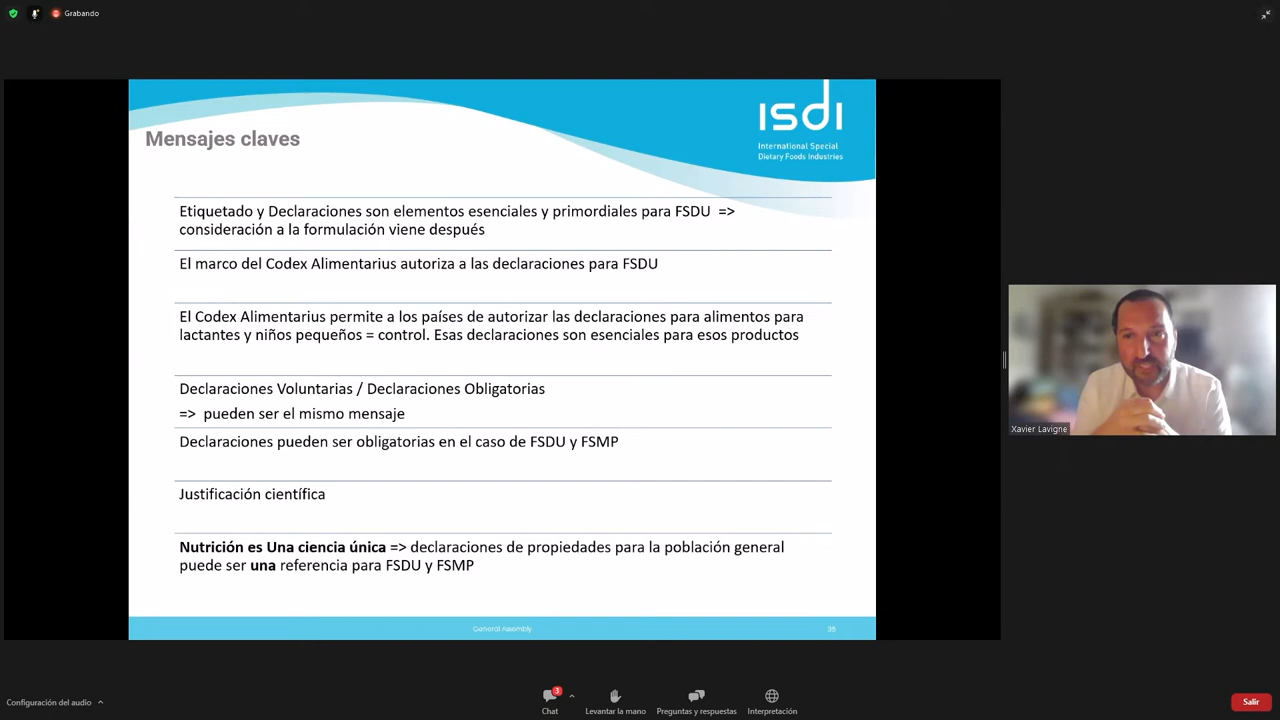 Grabando
isdi
International Special
Dietary Foods Industries
Mensajes claves
Etiquetado y Declaraciones son elementos esenciales y primordiales para FSDU =>
consideración a la formulación viene después
El marco del Codex Alimentarius autoriza a las declaraciones para FSDU
El Codex Alimentarius permite a los países de autorizar las declaraciones para alimentos para
lactantes y niños pequeños = control. Esas declaraciones son esenciales para esos productos
Declaraciones Voluntarias / Declaraciones Obligatorias
=> pueden ser el mismo mensaje
Declaraciones pueden ser obligatorias en el caso de FSDU y FSMP
Justificación científica
Nutrición es Una ciencia única => declaraciones de propiedades para la población general
puede ser una referencia para FSDU y FSMP
General Assembly
35
Xavier Lavigne
Configuración del audio
3
Chat
Levantar la mano
Preguntas y respuestas
Interpretación
Salir